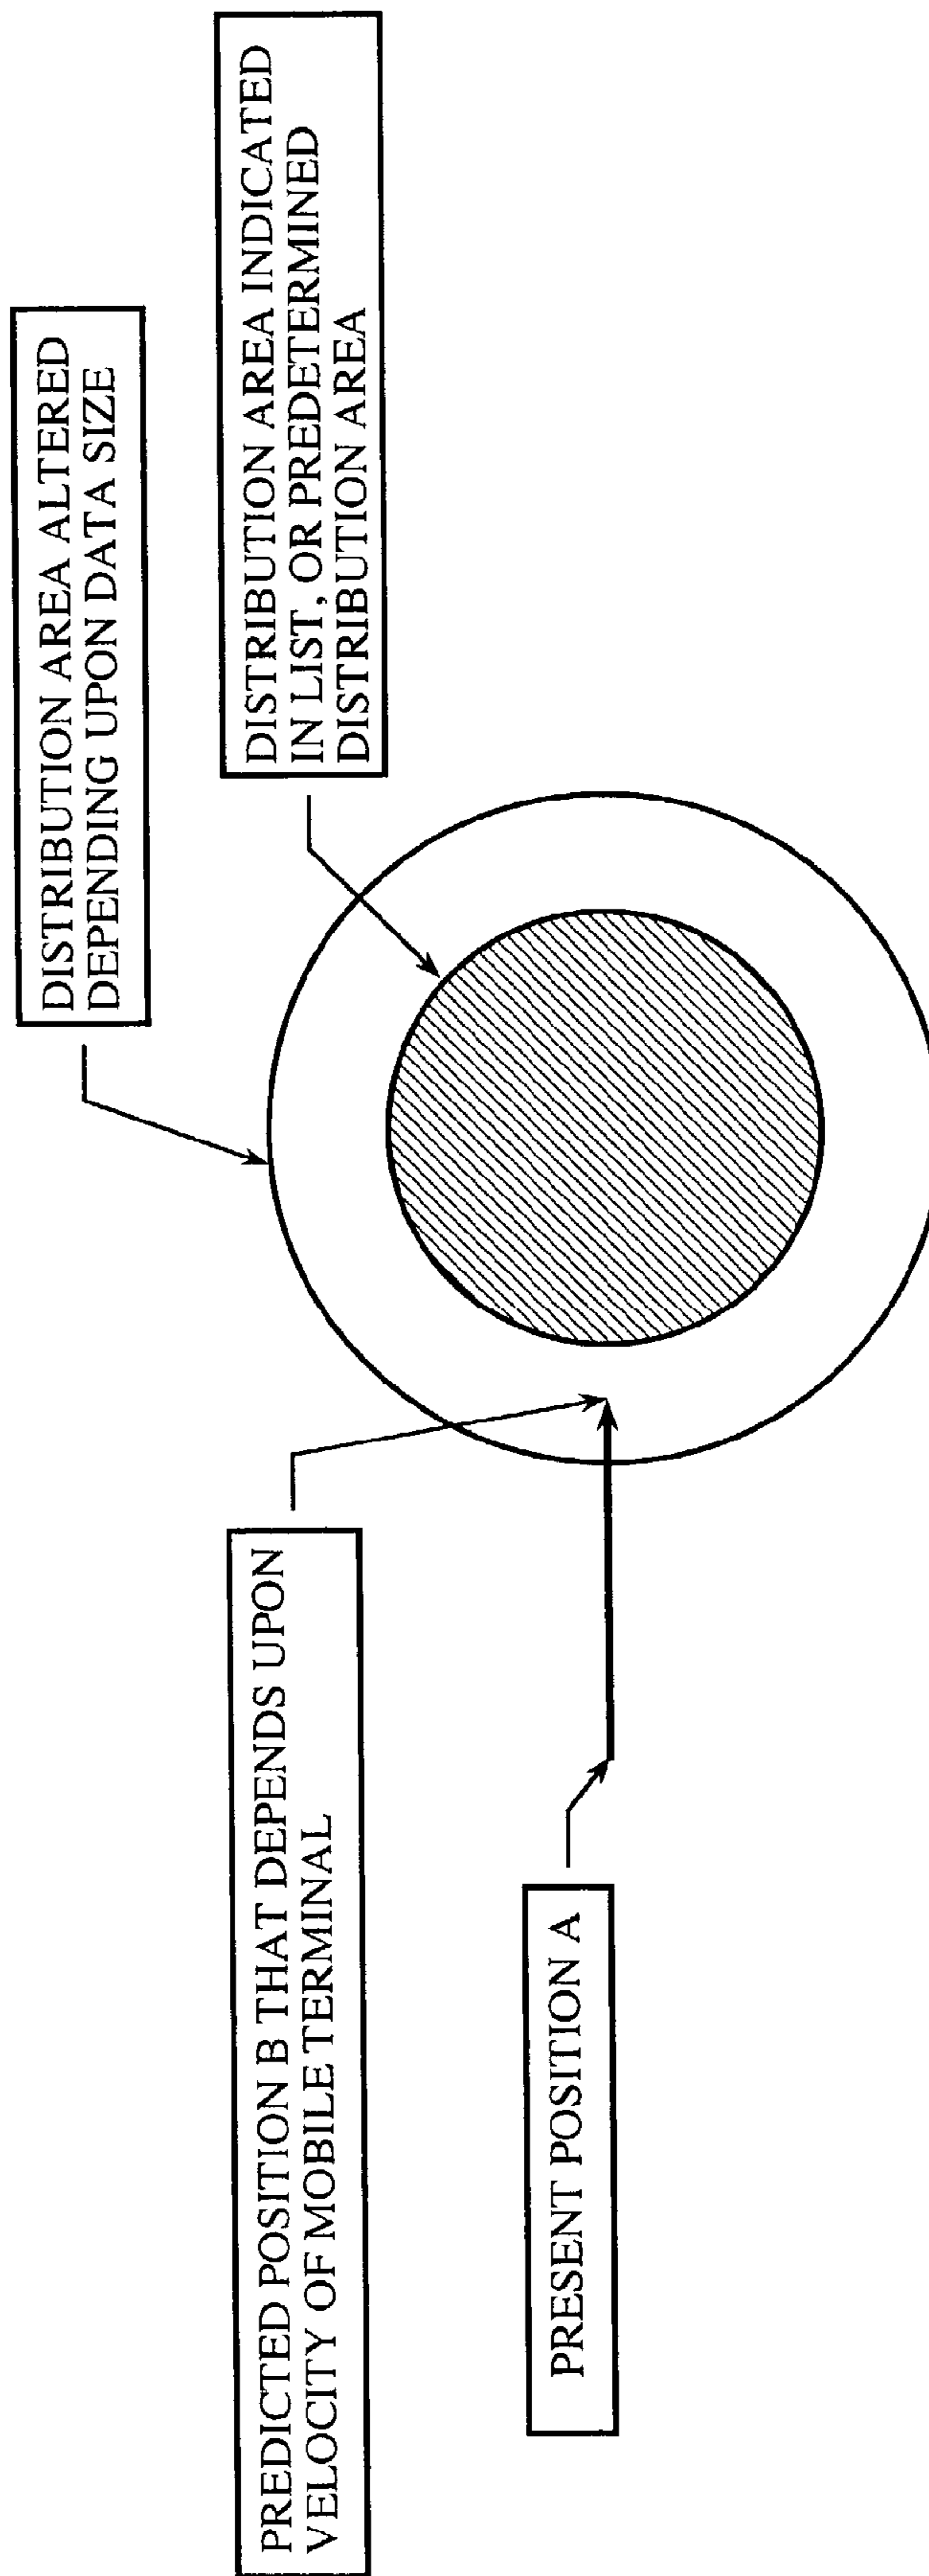 DISTRIBUTION AREA ALTERED
DEPENDING UPON DATA SIZE
DISTRIBUTION AREA INDICATED
IN LIST, OR PREDETERMINED
DISTRIBUTION AREA
PREDICTED POSITION B THAT DEPENDS UPON
VELOCITY OF MOBILE TERMINAL
PRESENT POSITION A